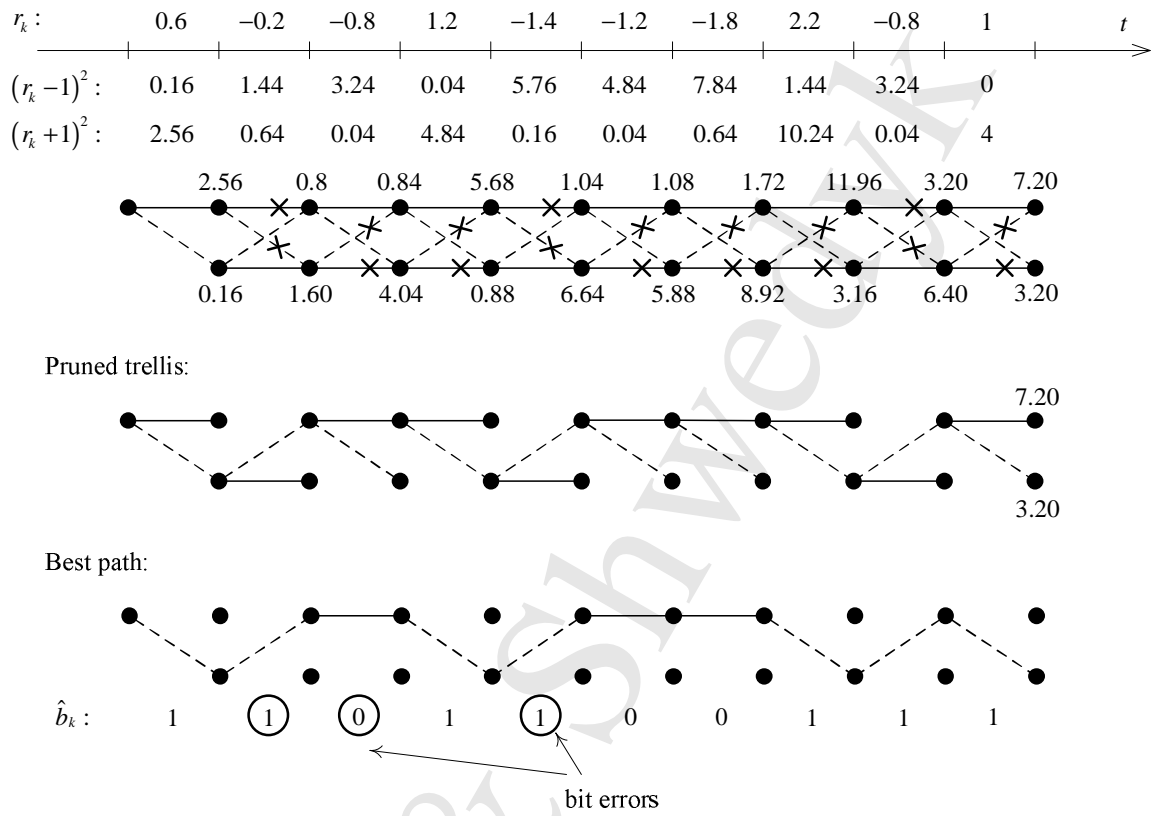 r_k : 0.6 −0.2 −0.8 1.2 −1.4 −1.2 −1.8 2.2 −0.8 1 t
(r_k −1)² : 0.16 1.44 3.24 0.04 5.76 4.84 7.84 1.44 3.24 0
(r_k +1)² : 2.56 0.64 0.04 4.84 0.16 0.04 0.64 10.24 0.04 4
2.56 0.8 0.84 5.68 1.04 1.08 1.72 11.96 3.20 7.20
0.16 1.60 4.04 0.88 6.64 5.88 8.92 3.16 6.40 3.20
Pruned trellis:
7.20
3.20
Best path:
b̂_k : 1 1 0 1 1 0 0 1 1 1
bit errors
& Shwedyk